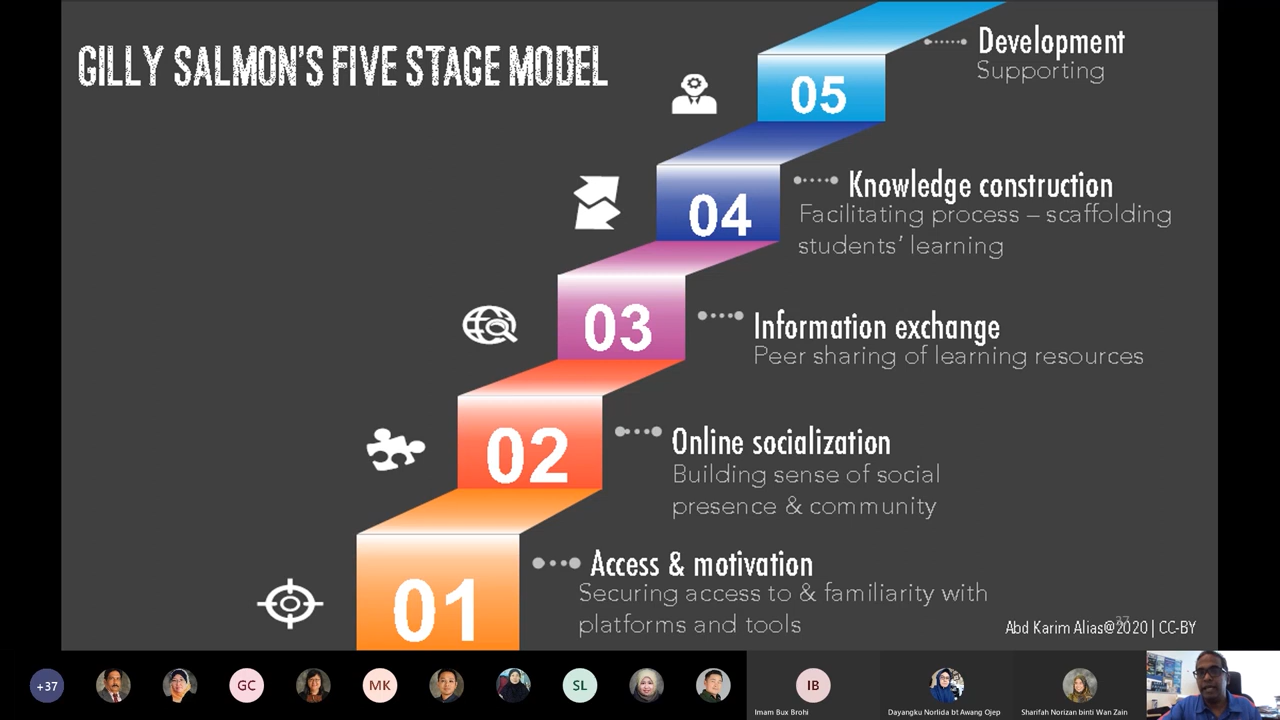 GILLY SALMON'S FIVE STAGE MODEL
05
Development
Supporting
04
Knowledge construction
Facilitating process – scaffolding
students' learning
03
Information exchange
Peer sharing of learning resources
02
Online socialization
Building sense of social
presence & community
01
Access & motivation
Securing access to & familiarity with
platforms and tools
Abd Karim Alias@2020 | CC-BY
+37
GC
MK
SL
IB
Imam Bux Brohi
Dayangku Norlida bt Awang Ojep
Sharifah Norizan binti Wan Zain